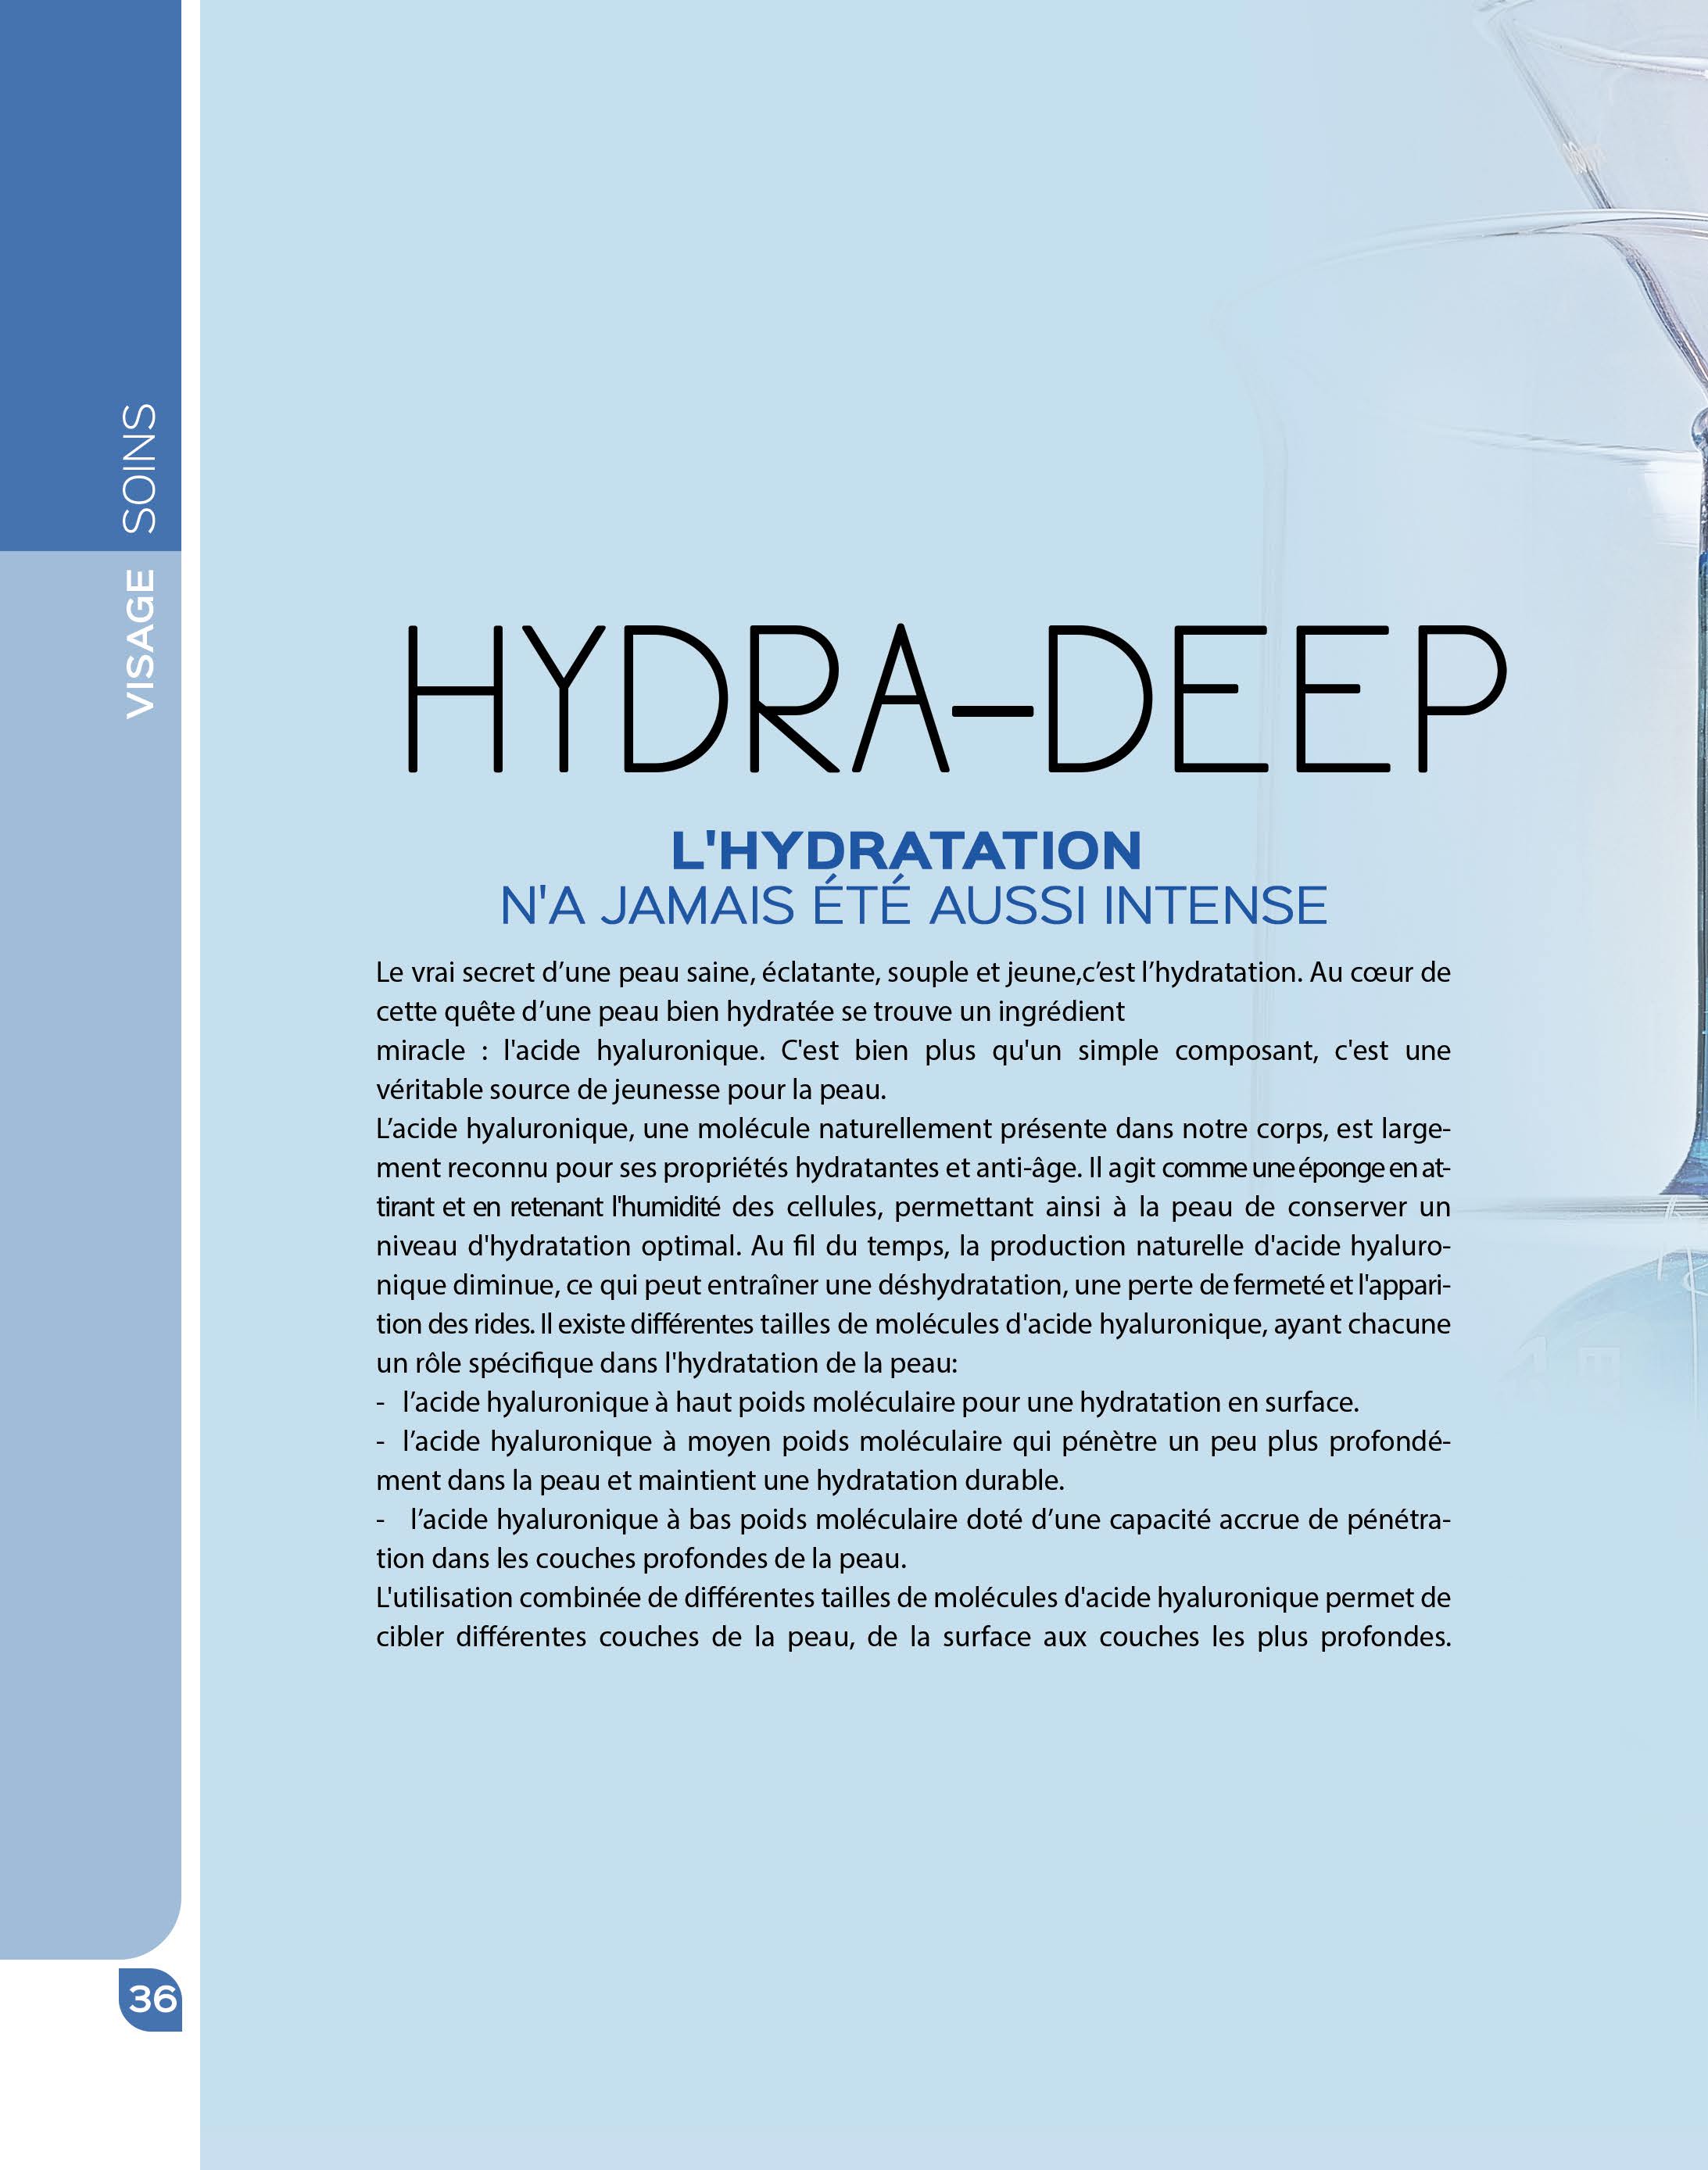 SOINS
VISAGE
HYDRA-DEEP
L'HYDRATATION
N'A JAMAIS ÉTÉ AUSSI INTENSE
Le vrai secret d’une peau saine, éclatante, souple et jeune,c’est l’hydratation. Au cœur de
cette quête d’une peau bien hydratée se trouve un ingrédient
miracle : l'acide hyaluronique. C'est bien plus qu'un simple composant, c'est une
véritable source de jeunesse pour la peau.
L’acide hyaluronique, une molécule naturellement présente dans notre corps, est large-
ment reconnu pour ses propriétés hydratantes et anti-âge. Il agit comme une éponge en at-
tirant et en retenant l'humidité des cellules, permettant ainsi à la peau de conserver un
niveau d'hydratation optimal. Au fil du temps, la production naturelle d'acide hyaluro-
nique diminue, ce qui peut entraîner une déshydratation, une perte de fermeté et l'appari-
tion des rides. Il existe différentes tailles de molécules d'acide hyaluronique, ayant chacune
un rôle spécifique dans l'hydratation de la peau:
- l’acide hyaluronique à haut poids moléculaire pour une hydratation en surface.
- l’acide hyaluronique à moyen poids moléculaire qui pénètre un peu plus profondé-
ment dans la peau et maintient une hydratation durable.
- l’acide hyaluronique à bas poids moléculaire doté d’une capacité accrue de pénétra-
tion dans les couches profondes de la peau.
L'utilisation combinée de différentes tailles de molécules d'acide hyaluronique permet de
cibler différentes couches de la peau, de la surface aux couches les plus profondes.
36